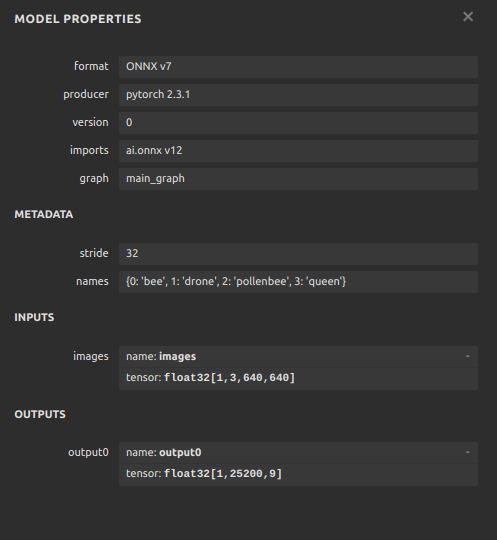 MODEL PROPERTIES ×
format ONNX v7
producer pytorch 2.3.1
version 0
imports ai.onnx v12
graph main_graph
METADATA
stride 32
names {0: 'bee', 1: 'drone', 2: 'pollenbee', 3: 'queen'}
INPUTS
images name: images -
tensor: float32[1,3,640,640]
OUTPUTS
output0 name: output0 -
tensor: float32[1,25200,9]